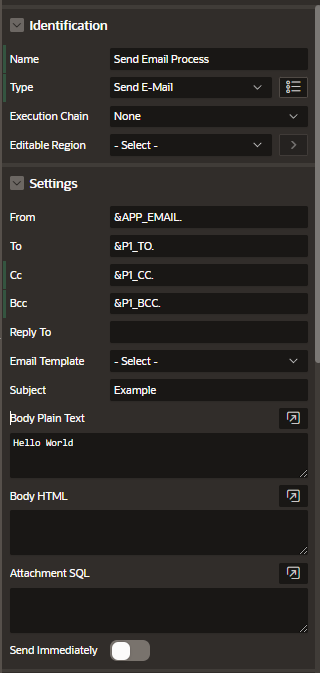 Identification
Name Send Email Process
Type Send E-Mail
Execution Chain None
Editable Region - Select -
Settings
From &APP_EMAIL.
To &P1_TO.
Cc &P1_CC.
Bcc &P1_BCC.
Reply To
Email Template - Select -
Subject Example
Body Plain Text
Hello World
Body HTML
Attachment SQL
Send Immediately